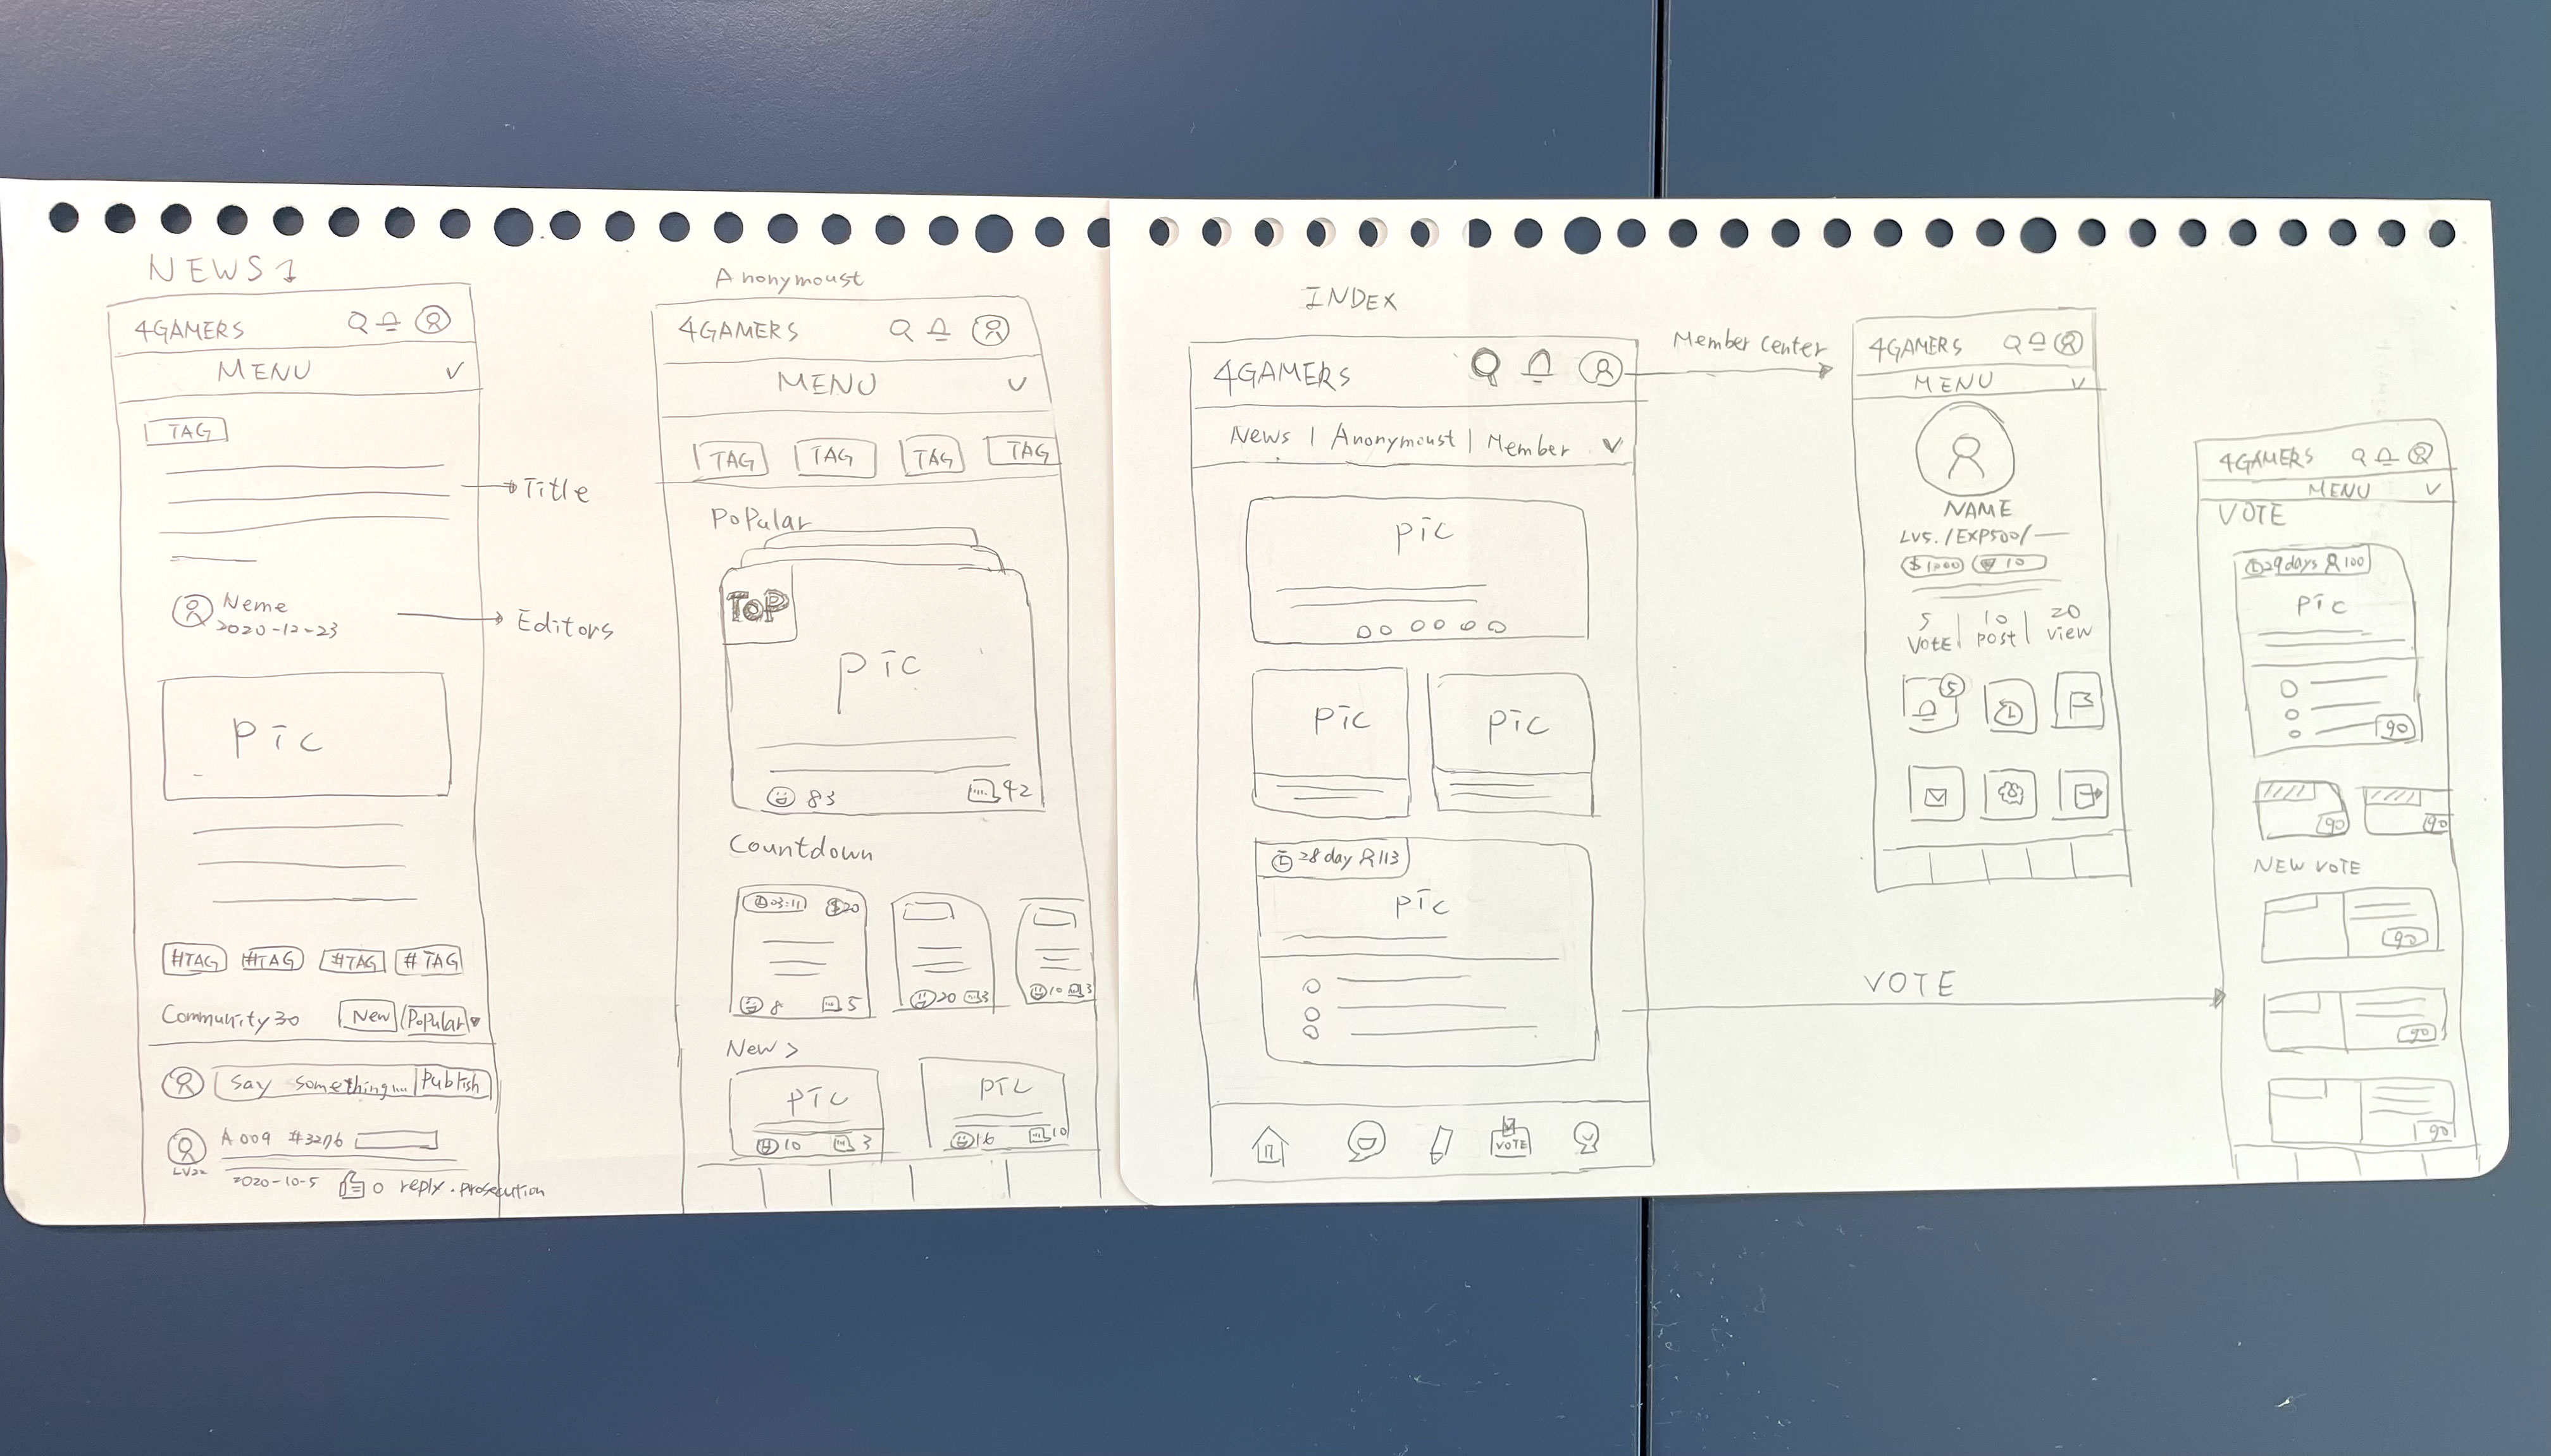 NEWS 1
4GAMERS
MENU
TAG
Title
Neme
2020-12-23
Editors
PIC
#TAG #TAG #TAG #TAG
Community 30 New / Popular
Say something... Publish
A009 #3276
LV22
2020-10-5 0 reply · prosecution
Anonymoust
4GAMERS
MENU
TAG TAG TAG TAG
Popular
TOP
PIC
83 42
Countdown
03:11 $20
8 5 20 3 10 3
New >
PIC PIC
10 3 16 10
INDEX
4GAMERS
News | Anonymoust | Member
PIC
PIC PIC
28 day 113
PIC
VOTE
Member Center
VOTE
4GAMERS
MENU
NAME
LV5. /EXP500/
$1000 10
5 10 20
VOTE | post | view
5
4GAMERS
MENU
VOTE
29days 100
PIC
90
90 90
NEW VOTE
90
90
90